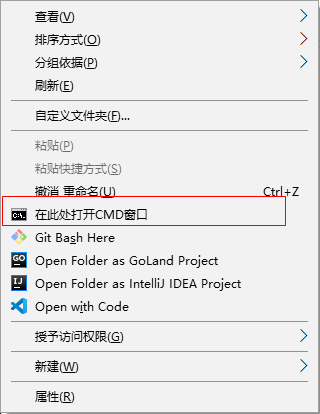 查看(V)
排序方式(O)
分组依据(P)
刷新(E)
自定义文件夹(F)...
粘贴(P)
粘贴快捷方式(S)
撤消 重命名(U) Ctrl+Z
在此处打开CMD窗口
Git Bash Here
Open Folder as GoLand Project
Open Folder as IntelliJ IDEA Project
Open with Code
授予访问权限(G)
新建(W)
属性(R)